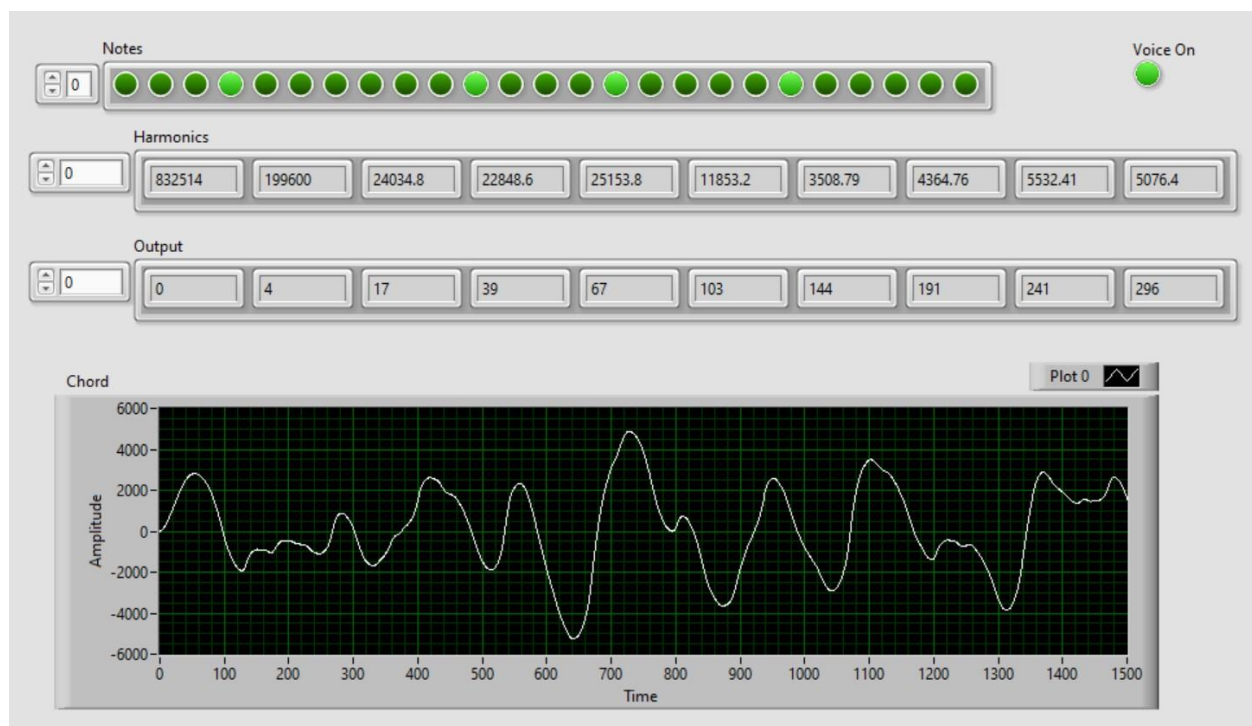 Notes
Voice On
0
Harmonics
0 832514 199600 24034.8 22848.6 25153.8 11853.2 3508.79 4364.76 5532.41 5076.4
Output
0 0 4 17 39 67 103 144 191 241 296
Chord
Plot 0
6000
4000
2000
0
-2000
-4000
-6000
Amplitude
0 100 200 300 400 500 600 700 800 900 1000 1100 1200 1300 1400 1500
Time